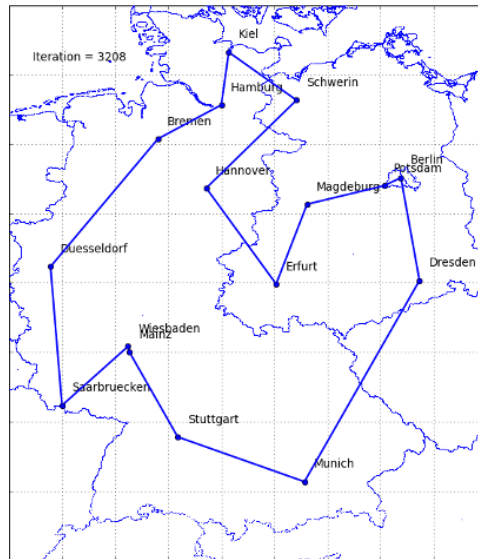 Kiel
Iteration = 3208
Schwerin
Hamburg
Bremen
Berlin
Potsdam
Hannover
Magdeburg
Duesseldorf
Erfurt
Dresden
Wiesbaden
Mainz
Saarbruecken
Stuttgart
Munich